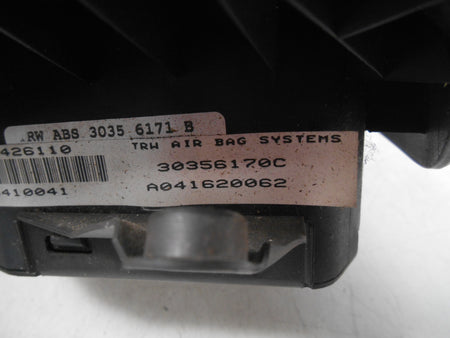 RW ABS 3035 6171 B
426110
TRW AIR BAG SYSTEMS
30356170C
410041
A041620062